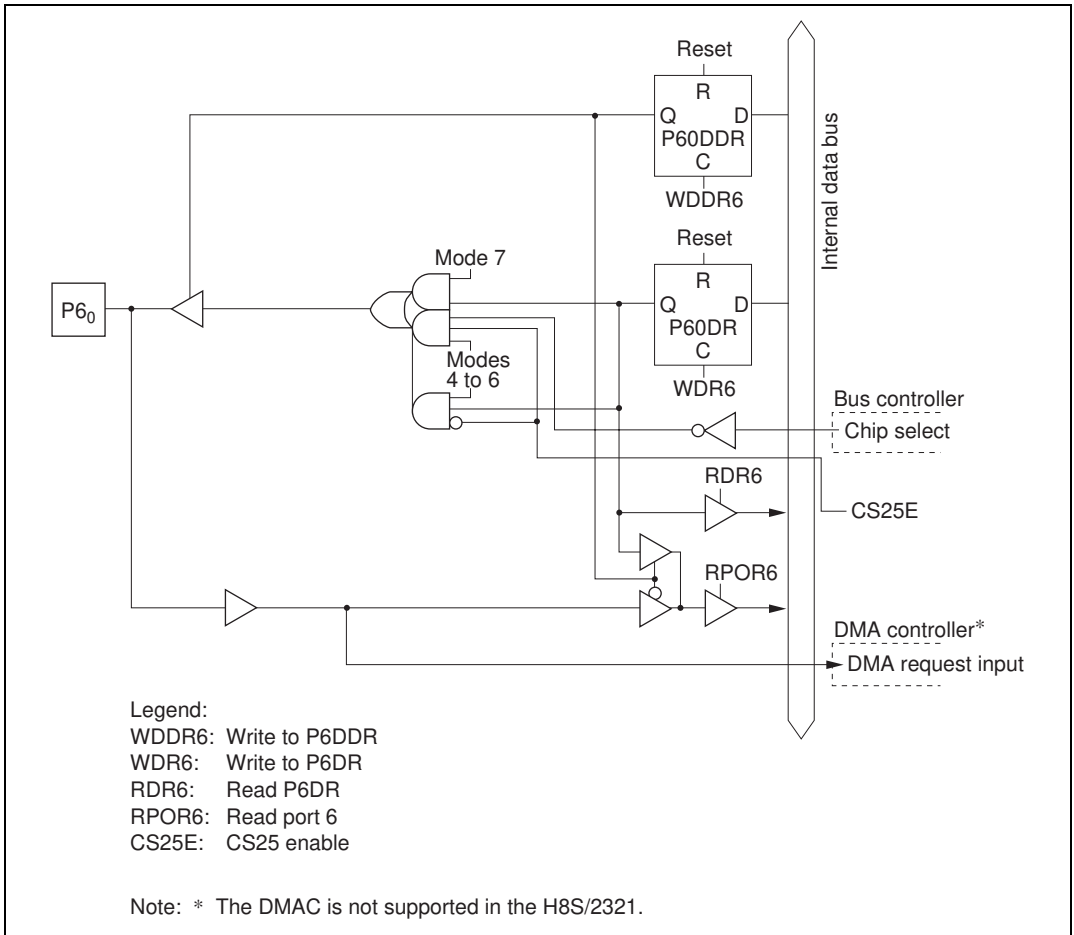 Reset
R
Q D
P60DDR
C
WDDR6
Internal data bus
Reset
R
Q D
P60DR
C
WDR6
Mode 7
P6₀
Modes
4 to 6
Bus controller
Chip select
RDR6
CS25E
RPOR6
DMA controller*
DMA request input
Legend:
WDDR6: Write to P6DDR
WDR6: Write to P6DR
RDR6: Read P6DR
RPOR6: Read port 6
CS25E: CS25 enable
Note: * The DMAC is not supported in the H8S/2321.